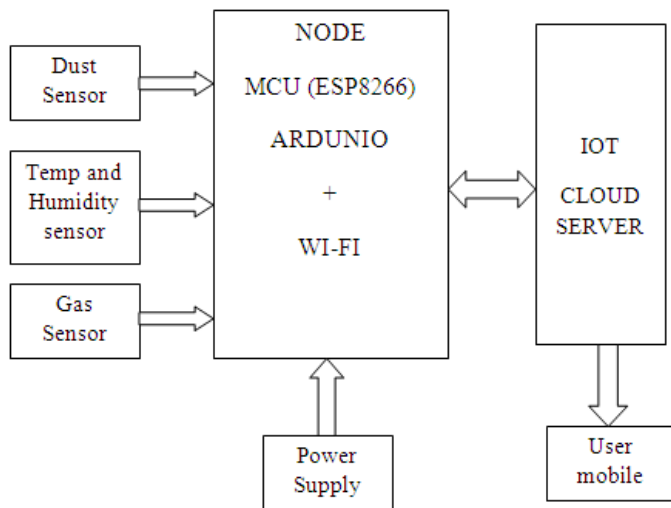 Dust
Sensor
Temp and
Humidity
sensor
Gas
Sensor
NODE
MCU (ESP8266)
ARDUNIO
+
WI-FI
Power
Supply
IOT
CLOUD
SERVER
User
mobile